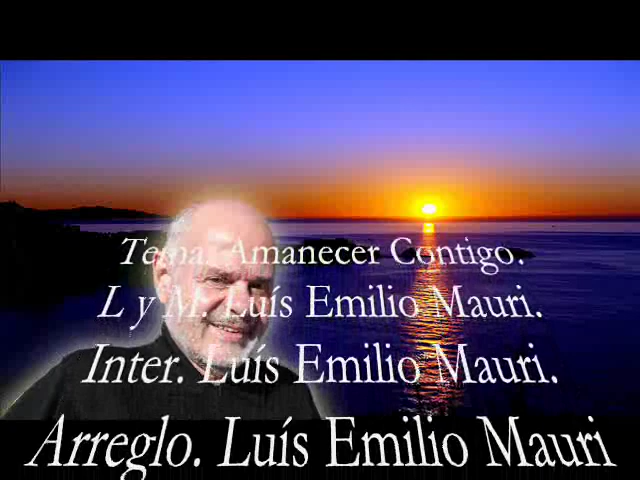 Tema. Amanecer Contigo.
L y M. Luís Emilio Mauri.
Inter. Luís Emilio Mauri.
Arreglo. Luís Emilio Mauri